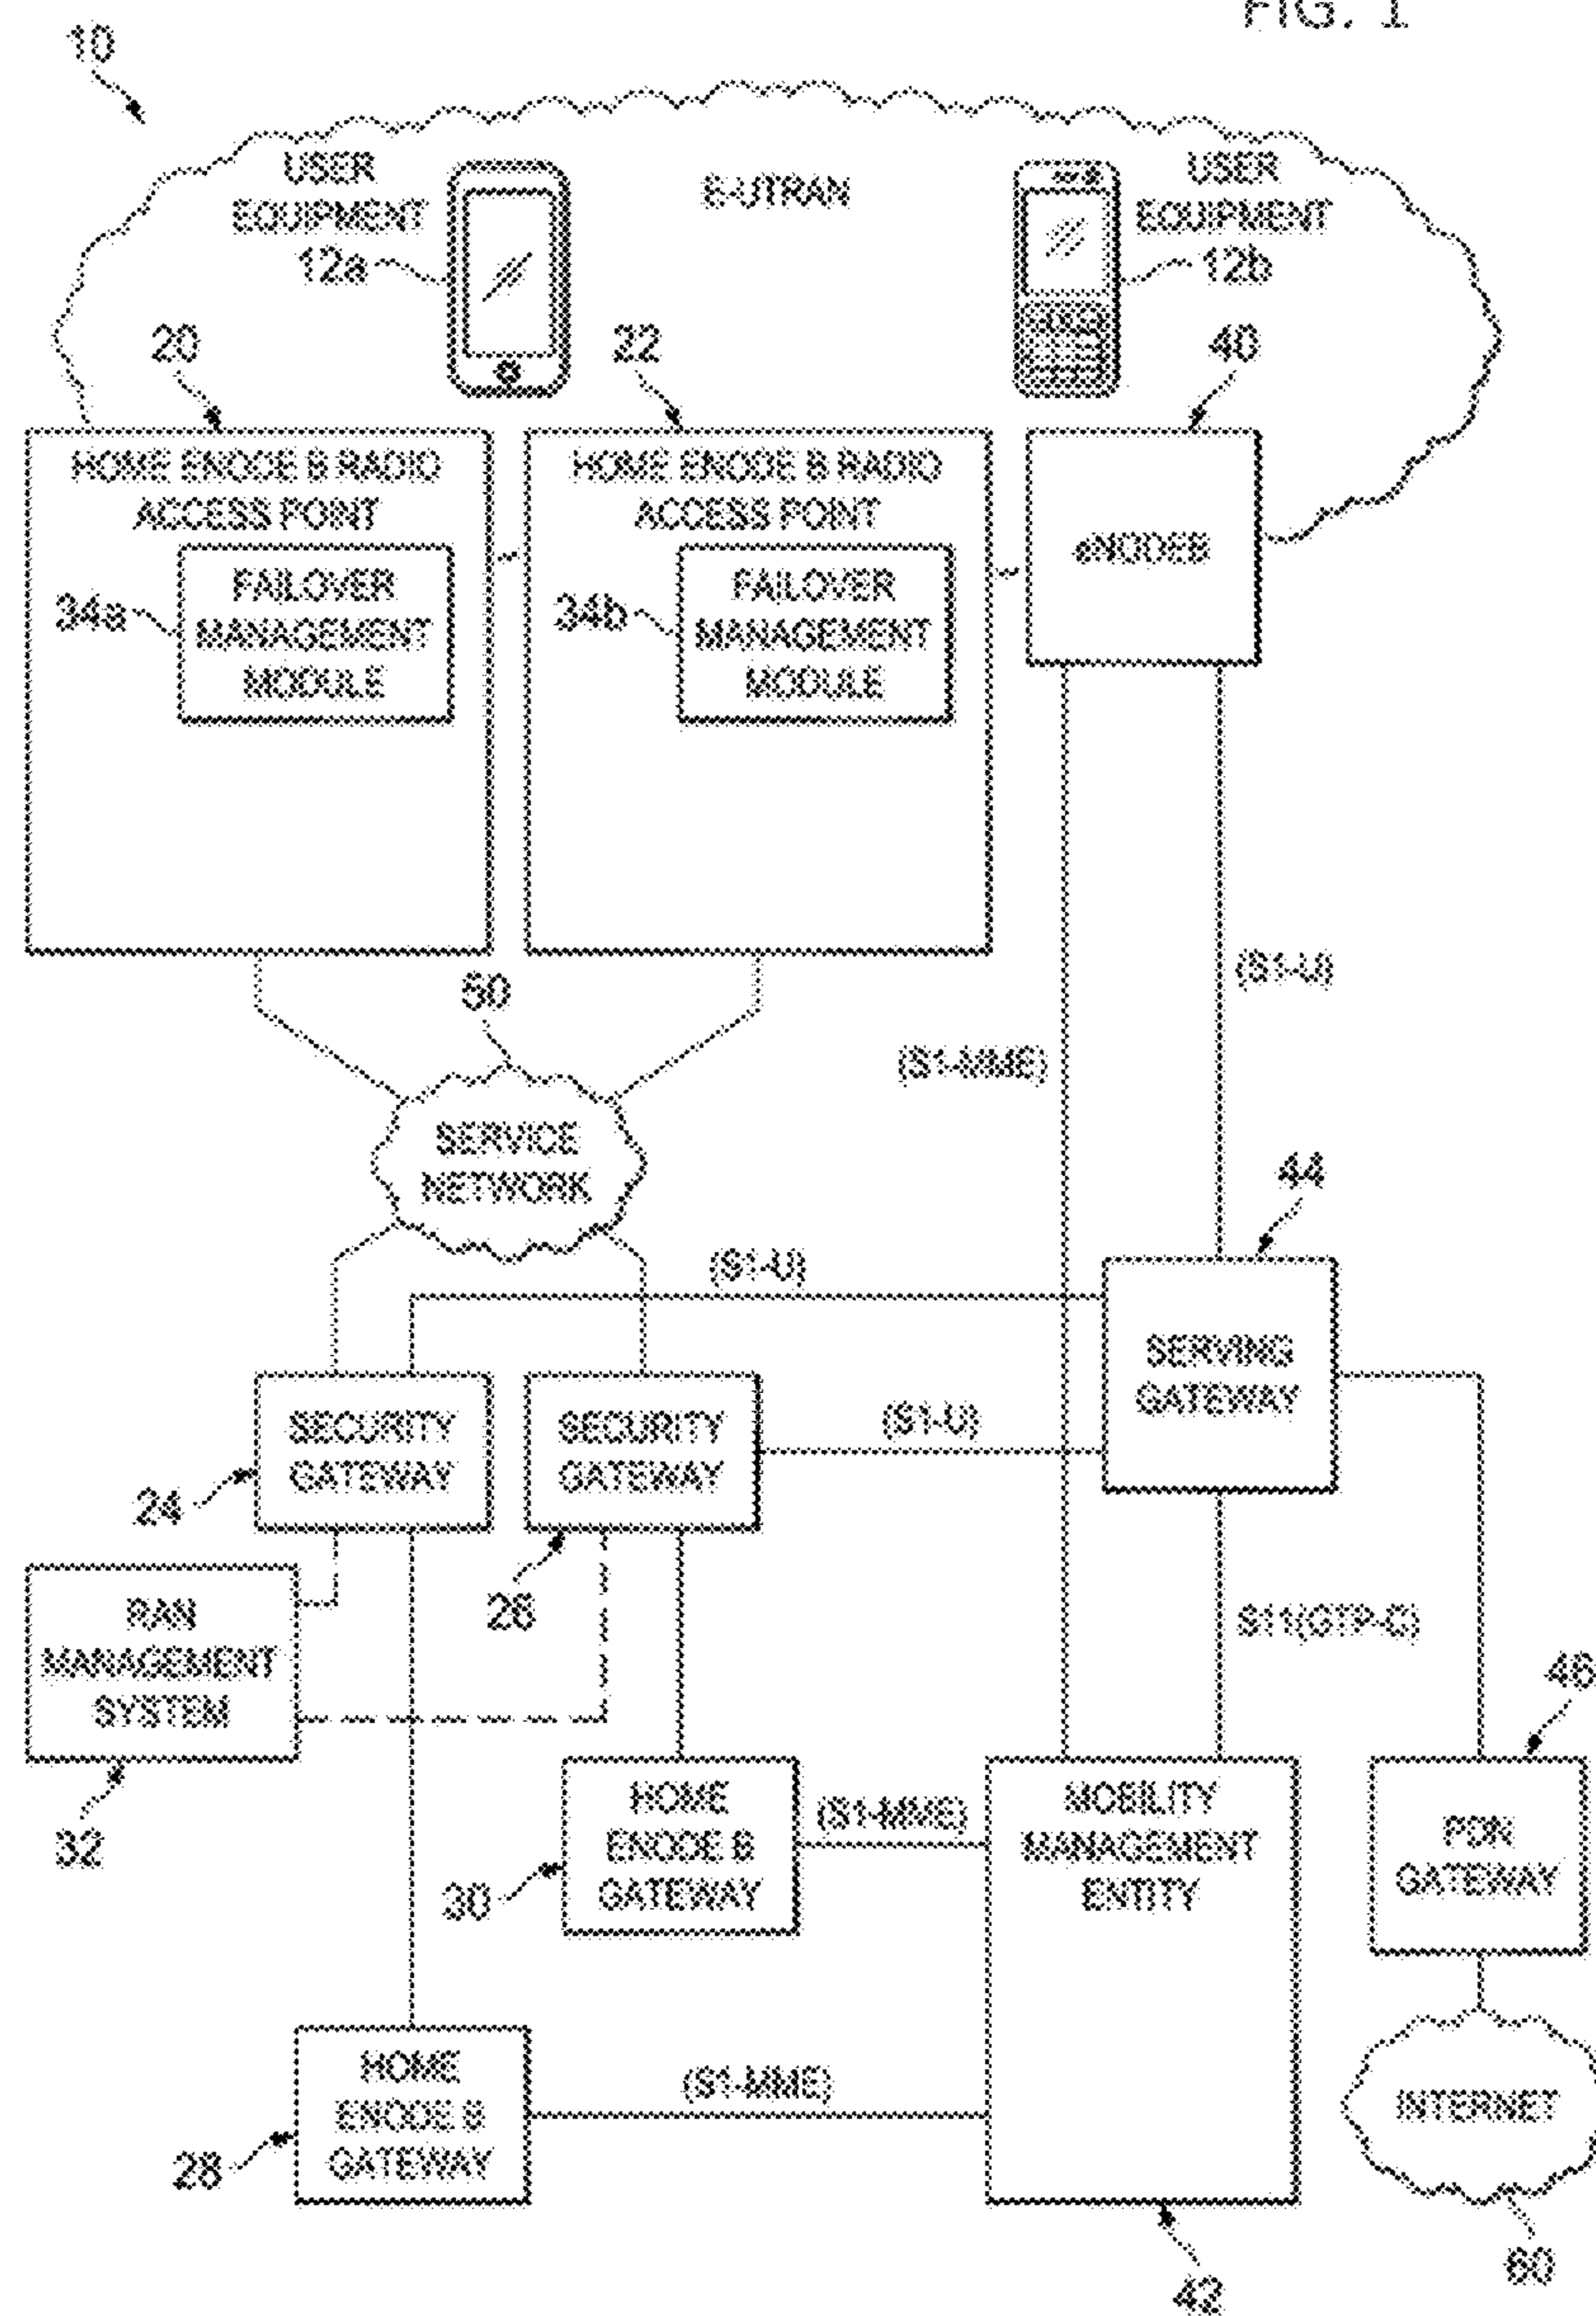 FIG. 1
10
USER
EQUIPMENT
12a
E-UTRAN
USER
EQUIPMENT
12b
20
22
40
HOME ENODE B RADIO
ACCESS POINT
HOME ENODE B RADIO
ACCESS POINT
eNODEB
34a
FAILOVER
MANAGEMENT
MODULE
34b
FAILOVER
MANAGEMENT
MODULE
(S1-U)
50
(S1-MME)
SERVICE
NETWORK
44
(S1-U)
SERVING
GATEWAY
SECURITY
GATEWAY
SECURITY
GATEWAY
(S1-U)
24
26
RAN
MANAGEMENT
SYSTEM
S11(GTP-C)
46
32
HOME
ENODE B
GATEWAY
30
(S1-MME)
MOBILITY
MANAGEMENT
ENTITY
PDN
GATEWAY
HOME
ENODE B
GATEWAY
28
(S1-MME)
INTERNET
60
42